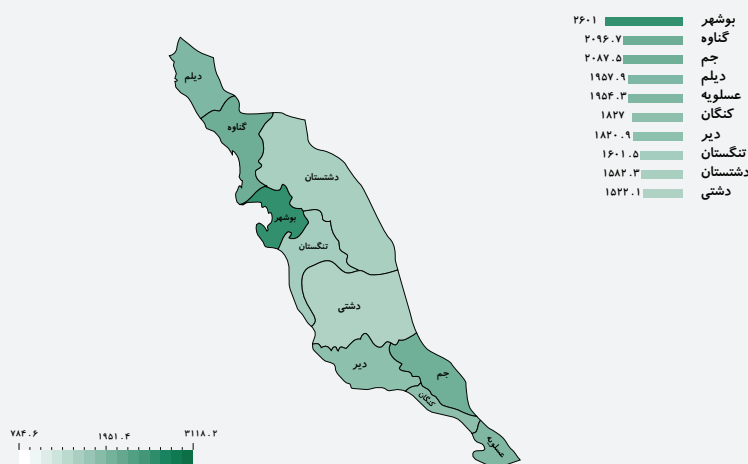 بوشهر ۲۶۰۱
گناوه ۲۰۹۶.۷
جم ۲۰۸۷.۵
دیلم ۱۹۵۷.۹
عسلویه ۱۹۵۴.۳
کنگان ۱۸۲۷
دیر ۱۸۲۰.۹
تنگستان ۱۶۰۱.۵
دشتستان ۱۵۸۲.۳
دشتی ۱۵۲۲.۱
دیلم
گناوه
دشتستان
بوشهر
تنگستان
دشتی
دیر
جم
کنگان
عسلویه
۷۸۴.۶ ۱۹۵۱.۴ ۳۱۱۸.۲